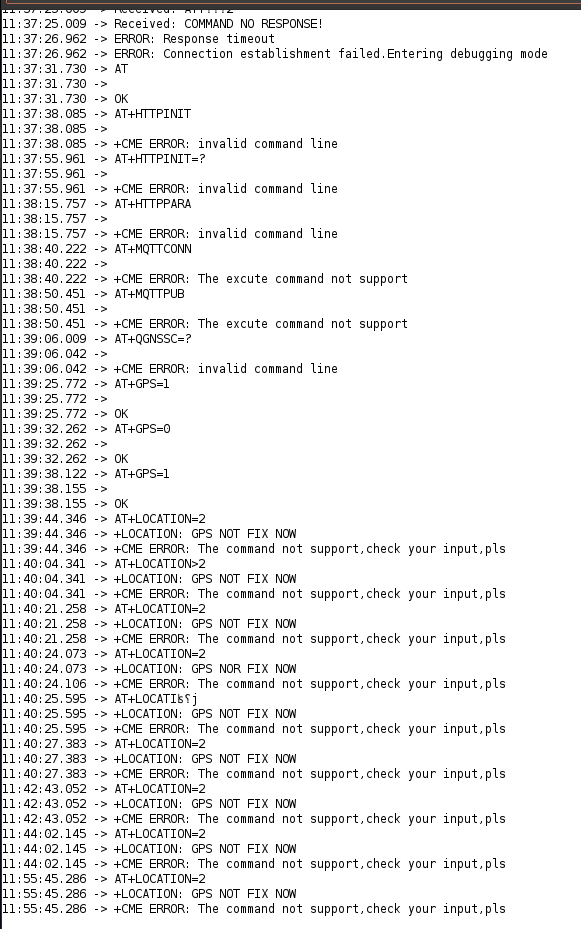 11:37:25.009 -> Received: COMMAND NO RESPONSE!
11:37:26.962 -> ERROR: Response timeout
11:37:26.962 -> ERROR: Connection establishment failed.Entering debugging mode
11:37:31.730 -> AT
11:37:31.730 ->
11:37:31.730 -> OK
11:37:38.085 -> AT+HTTPINIT
11:37:38.085 ->
11:37:38.085 -> +CME ERROR: invalid command line
11:37:55.961 -> AT+HTTPINIT=?
11:37:55.961 ->
11:37:55.961 -> +CME ERROR: invalid command line
11:38:15.757 -> AT+HTTPPARA
11:38:15.757 ->
11:38:15.757 -> +CME ERROR: invalid command line
11:38:40.222 -> AT+MQTTCONN
11:38:40.222 ->
11:38:40.222 -> +CME ERROR: The excute command not support
11:38:50.451 -> AT+MQTTPUB
11:38:50.451 ->
11:38:50.451 -> +CME ERROR: The excute command not support
11:39:06.009 -> AT+QGNSSC=?
11:39:06.042 ->
11:39:06.042 -> +CME ERROR: invalid command line
11:39:25.772 -> AT+GPS=1
11:39:25.772 ->
11:39:25.772 -> OK
11:39:32.262 -> AT+GPS=0
11:39:32.262 ->
11:39:32.262 -> OK
11:39:38.122 -> AT+GPS=1
11:39:38.155 ->
11:39:38.155 -> OK
11:39:44.346 -> AT+LOCATION=2
11:39:44.346 -> +LOCATION: GPS NOT FIX NOW
11:39:44.346 -> +CME ERROR: The command not support,check your input,pls
11:40:04.341 -> AT+LOCATION>2
11:40:04.341 -> +LOCATION: GPS NOT FIX NOW
11:40:04.341 -> +CME ERROR: The command not support,check your input,pls
11:40:21.258 -> AT+LOCATION=2
11:40:21.258 -> +LOCATION: GPS NOT FIX NOW
11:40:21.258 -> +CME ERROR: The command not support,check your input,pls
11:40:24.073 -> AT+LOCATION=2
11:40:24.073 -> +LOCATION: GPS NOR FIX NOW
11:40:24.106 -> +CME ERROR: The command not support,check your input,pls
11:40:25.595 ->
11:40:25.595 -> +LOCATION: GPS NOT FIX NOW
11:40:25.595 -> +CME ERROR: The command not support,check your input,pls
11:40:27.383 -> AT+LOCATION=2
11:40:27.383 -> +LOCATION: GPS NOT FIX NOW
11:40:27.383 -> +CME ERROR: The command not support,check your input,pls
11:42:43.052 -> AT+LOCATION=2
11:42:43.052 -> +LOCATION: GPS NOT FIX NOW
11:42:43.052 -> +CME ERROR: The command not support,check your input,pls
11:44:02.145 -> AT+LOCATION=2
11:44:02.145 -> +LOCATION: GPS NOT FIX NOW
11:44:02.145 -> +CME ERROR: The command not support,check your input,pls
11:55:45.286 -> AT+LOCATION=2
11:55:45.286 -> +LOCATION: GPS NOT FIX NOW
11:55:45.286 -> +CME ERROR: The command not support,check your input,pls